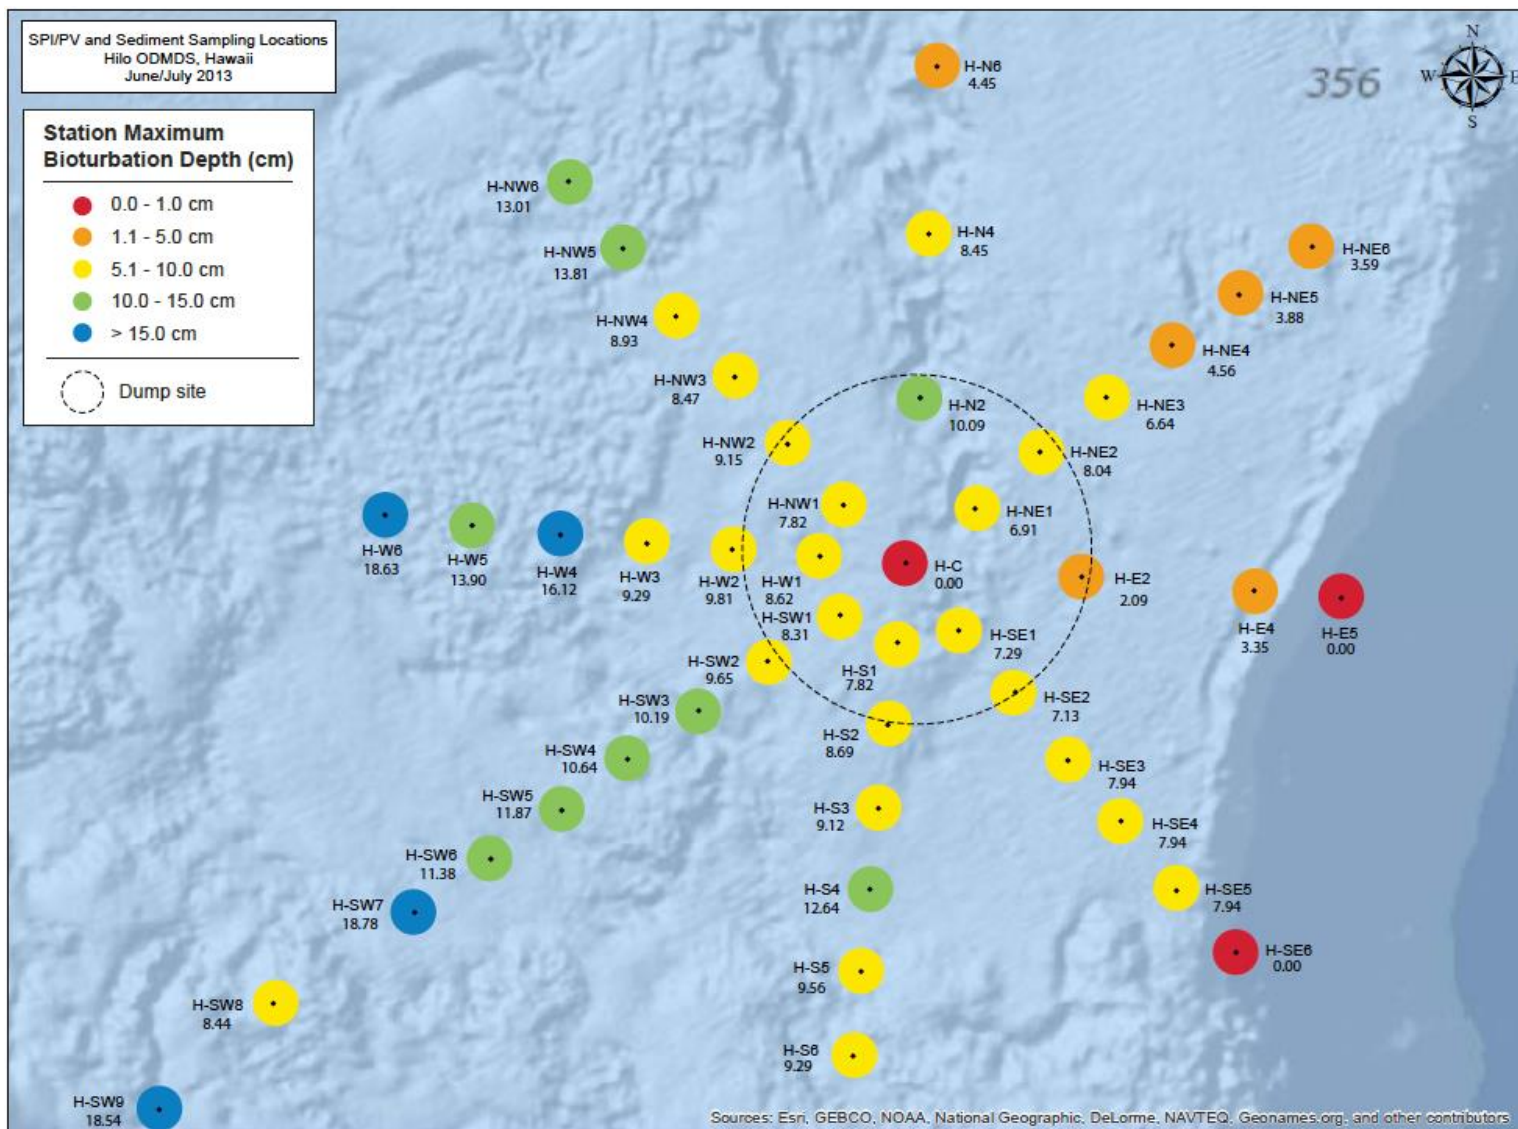 SPI/PV and Sediment Sampling Locations
Hilo ODMDS, Hawaii
June/July 2013
Station Maximum
Bioturbation Depth (cm)
0.0 - 1.0 cm
1.1 - 5.0 cm
5.1 - 10.0 cm
10.0 - 15.0 cm
> 15.0 cm
Dump site
356
N
W
E
S
H-N6
4.45
H-NW6
13.01
H-NW5
13.81
H-N4
8.45
H-NE6
3.59
H-NE5
3.88
H-NW4
8.93
H-NE4
4.56
H-NW3
8.47
H-N2
10.09
H-NE3
6.64
H-NW2
9.15
H-NE2
8.04
H-NW1
7.82
H-NE1
6.91
H-W6
18.63
H-W5
13.90
H-W4
16.12
H-W3
9.29
H-W2
9.81
H-W1
8.62
H-C
0.00
H-E2
2.09
H-E4
3.35
H-E5
0.00
H-SW1
8.31
H-SE1
7.29
H-S1
7.82
H-SW2
9.65
H-SE2
7.13
H-SW3
10.19
H-S2
8.69
H-SW4
10.64
H-SE3
7.94
H-SW5
11.87
H-S3
9.12
H-SE4
7.94
H-SW6
11.38
H-S4
12.64
H-SE5
7.94
H-SW7
18.78
H-SE6
0.00
H-S5
9.56
H-SW8
8.44
H-S6
9.29
H-SW9
18.54
Sources: Esri, GEBCO, NOAA, National Geographic, DeLorme, NAVTEQ, Geonames.org, and other contributors